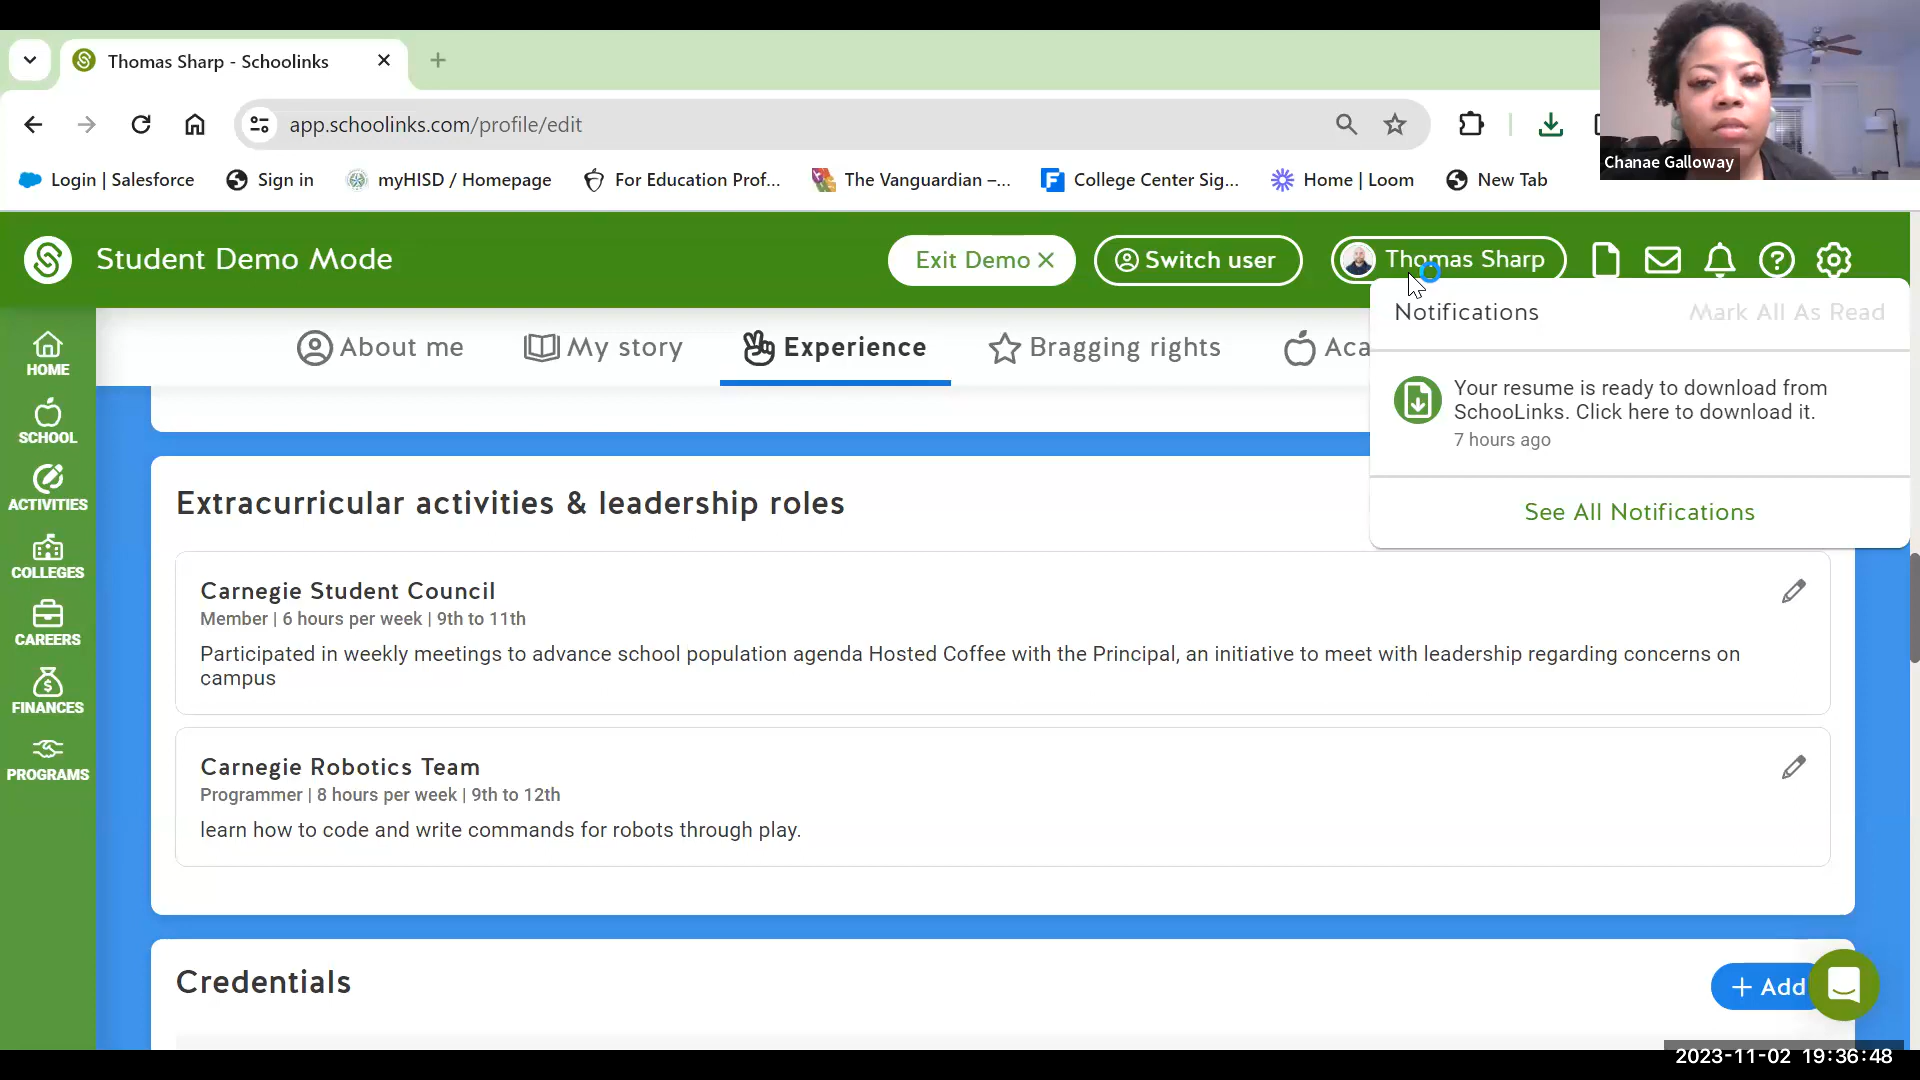 Thomas Sharp - Schoolinks
app.schoolinks.com/profile/edit
Chanae Galloway
Login | Salesforce
Sign in
myHISD / Homepage
For Education Prof...
The Vanguardian –...
College Center Sig...
Home | Loom
New Tab
Student Demo Mode
Exit Demo
Switch user
Thomas Sharp
Notifications
Mark All As Read
Your resume is ready to download from
SchooLinks. Click here to download it.
7 hours ago
See All Notifications
About me
My story
Experience
Bragging rights
Aca
HOME
SCHOOL
ACTIVITIES
COLLEGES
CAREERS
FINANCES
PROGRAMS
Extracurricular activities & leadership roles
Carnegie Student Council
Member | 6 hours per week | 9th to 11th
Participated in weekly meetings to advance school population agenda Hosted Coffee with the Principal, an initiative to meet with leadership regarding concerns on
campus
Carnegie Robotics Team
Programmer | 8 hours per week | 9th to 12th
learn how to code and write commands for robots through play.
Credentials
+ Add
2023-11-02 19:36:48